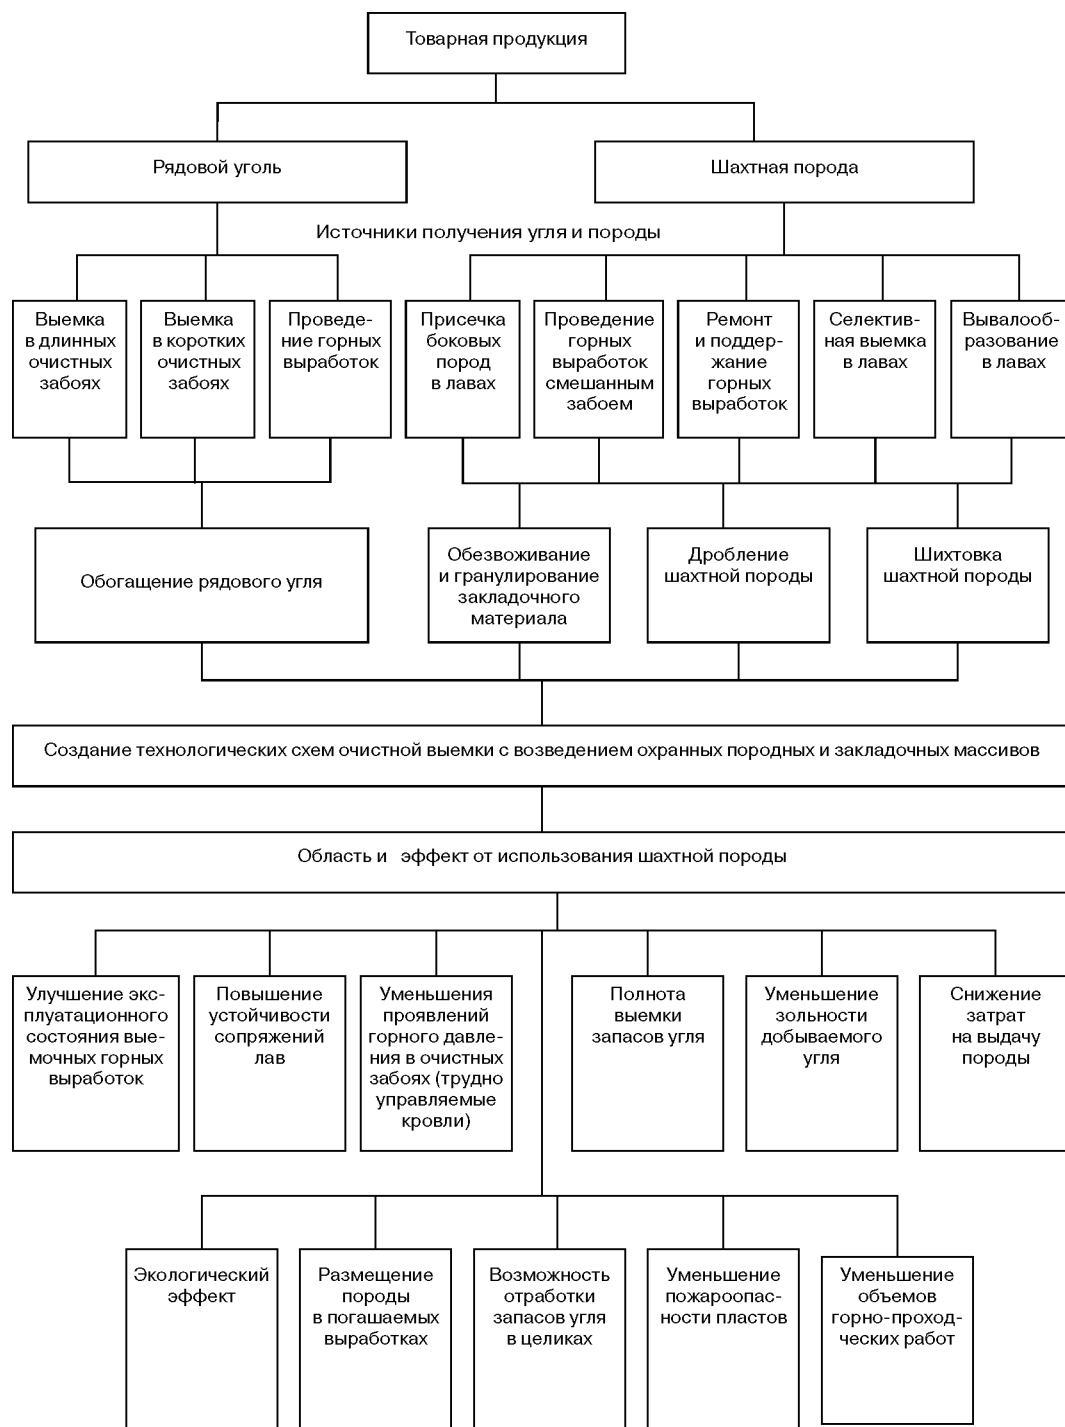 Товарная продукция
Рядовой уголь
Шахтная порода
Источники получения угля и породы
Выемка
в длинных
очистных
забоях
Выемка
в коротких
очистных
забоях
Проведе-
ние горных
выработок
Присечка
боковых
пород
в лавах
Проведение
горных
выработок
смешанным
забоем
Ремонт
и поддер-
жание
горных
выработок
Селектив-
ная выемка
в лавах
Вывалооб-
разование
в лавах
Обогащение рядового угля
Обезвоживание
и гранулирование
закладочного
материала
Дробление
шахтной породы
Шихтовка
шахтной породы
Создание технологических схем очистной выемки с возведением охранных породных и закладочных массивов
Область и эффект от использования шахтной породы
Улучшение экс-
плуатационного
состояния вые-
мочных горных
выработок
Повышение
устойчивости
сопряжений
лав
Уменьшения
проявлений
горного давле-
ния в очистных
забоях (трудно
управляемые
кровли)
Полнота
выемки
запасов угля
Уменьшение
зольности
добываемого
угля
Снижение
затрат
на выдачу
породы
Экологический
эффект
Размещение
породы
в погашаемых
выработках
Возможность
отработки
запасов угля
в целиках
Уменьшение
пожароопас-
ности пластов
Уменьшение
объемов
горно-проход-
ческих работ